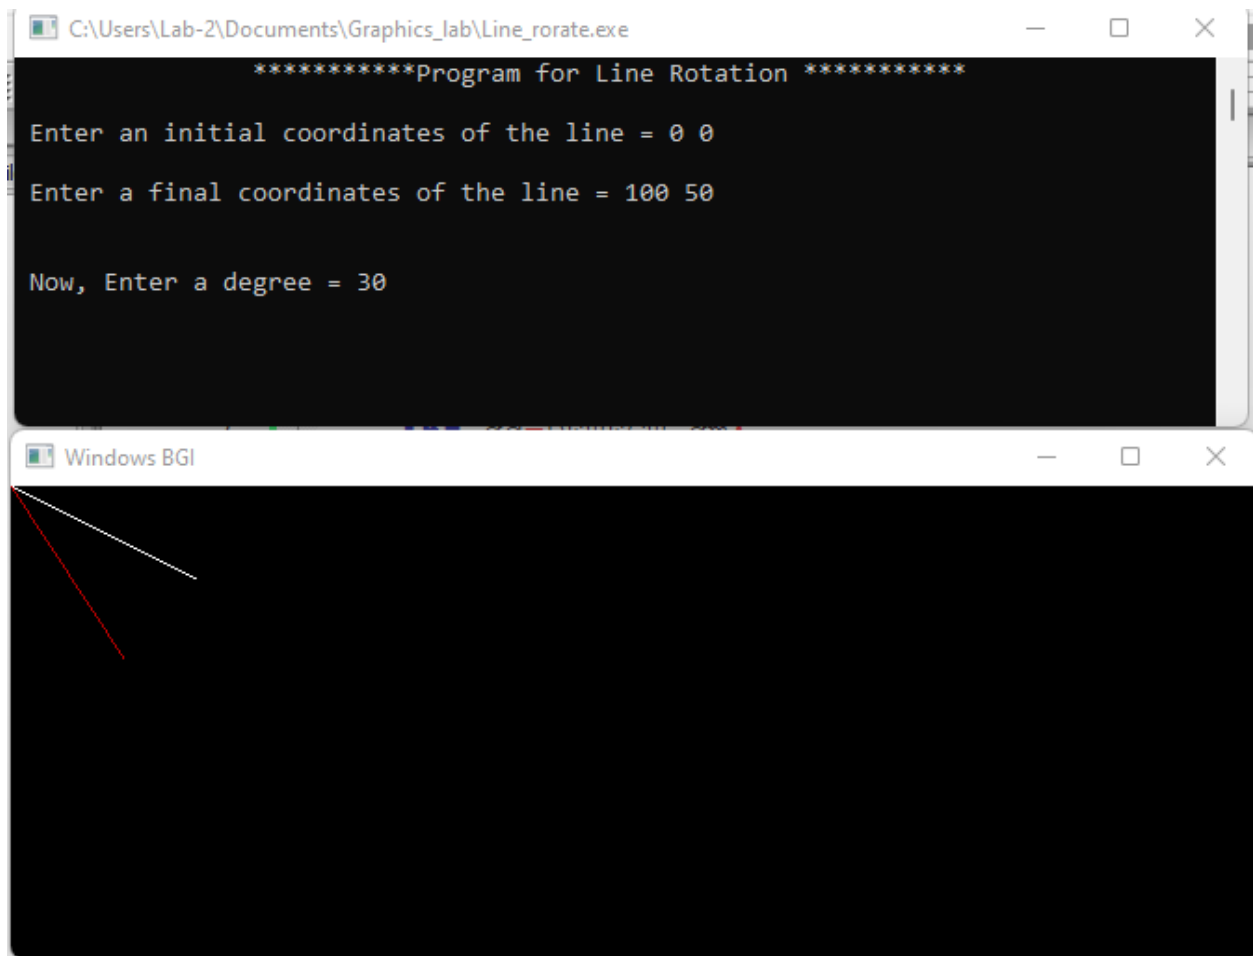 C:\Users\Lab-2\Documents\Graphics_lab\Line_rorate.exe
***********Program for Line Rotation ***********
Enter an initial coordinates of the line = 0 0
Enter a final coordinates of the line = 100 50
Now, Enter a degree = 30
Windows BGI